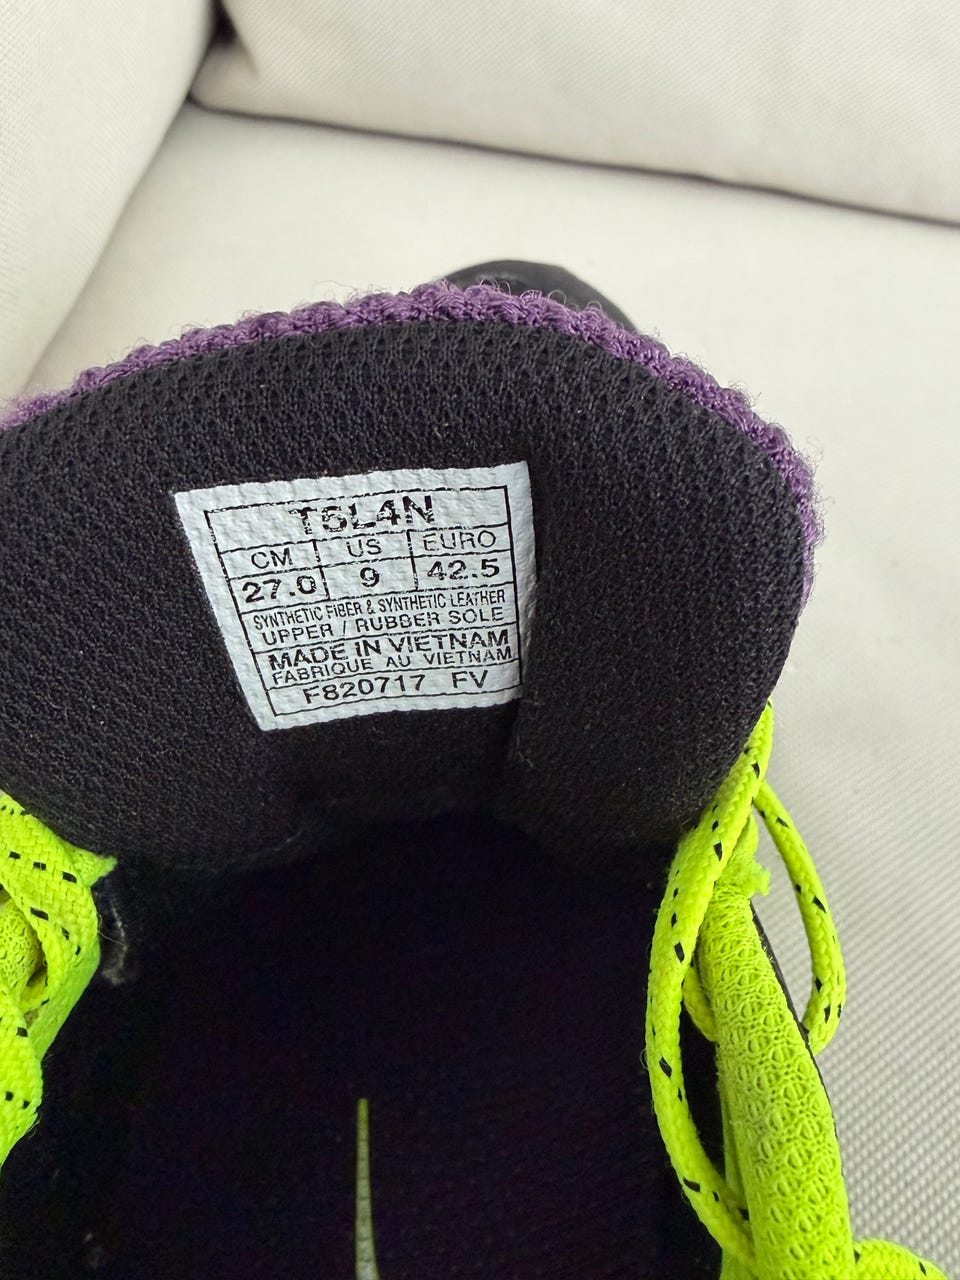 T5L4N
CM US EURO
27.0 9 42.5
SYNTHETIC FIBER & SYNTHETIC LEATHER
UPPER / RUBBER SOLE
MADE IN VIETNAM
FABRIQUE AU VIETNAM
F820717 FV